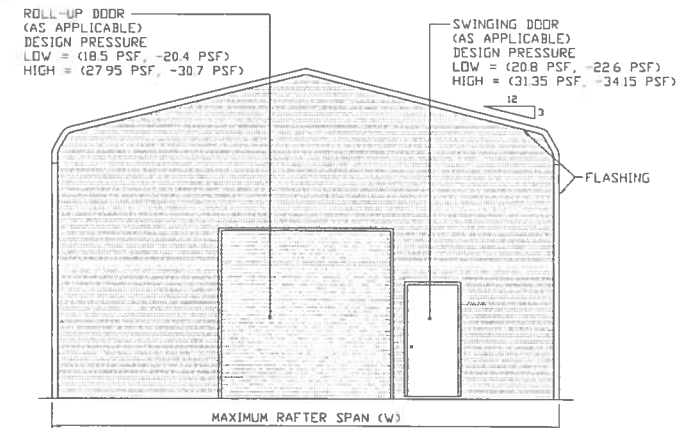 ROLL-UP DOOR
(AS APPLICABLE)
DESIGN PRESSURE
LOW = (18.5 PSF, -20.4 PSF)
HIGH = (27.95 PSF, -30.7 PSF)
SWINGING DOOR
(AS APPLICABLE)
DESIGN PRESSURE
LOW = (20.8 PSF, -22.6 PSF)
HIGH = (31.35 PSF, -34.15 PSF)
12
3
FLASHING
MAXIMUM RAFTER SPAN (W)